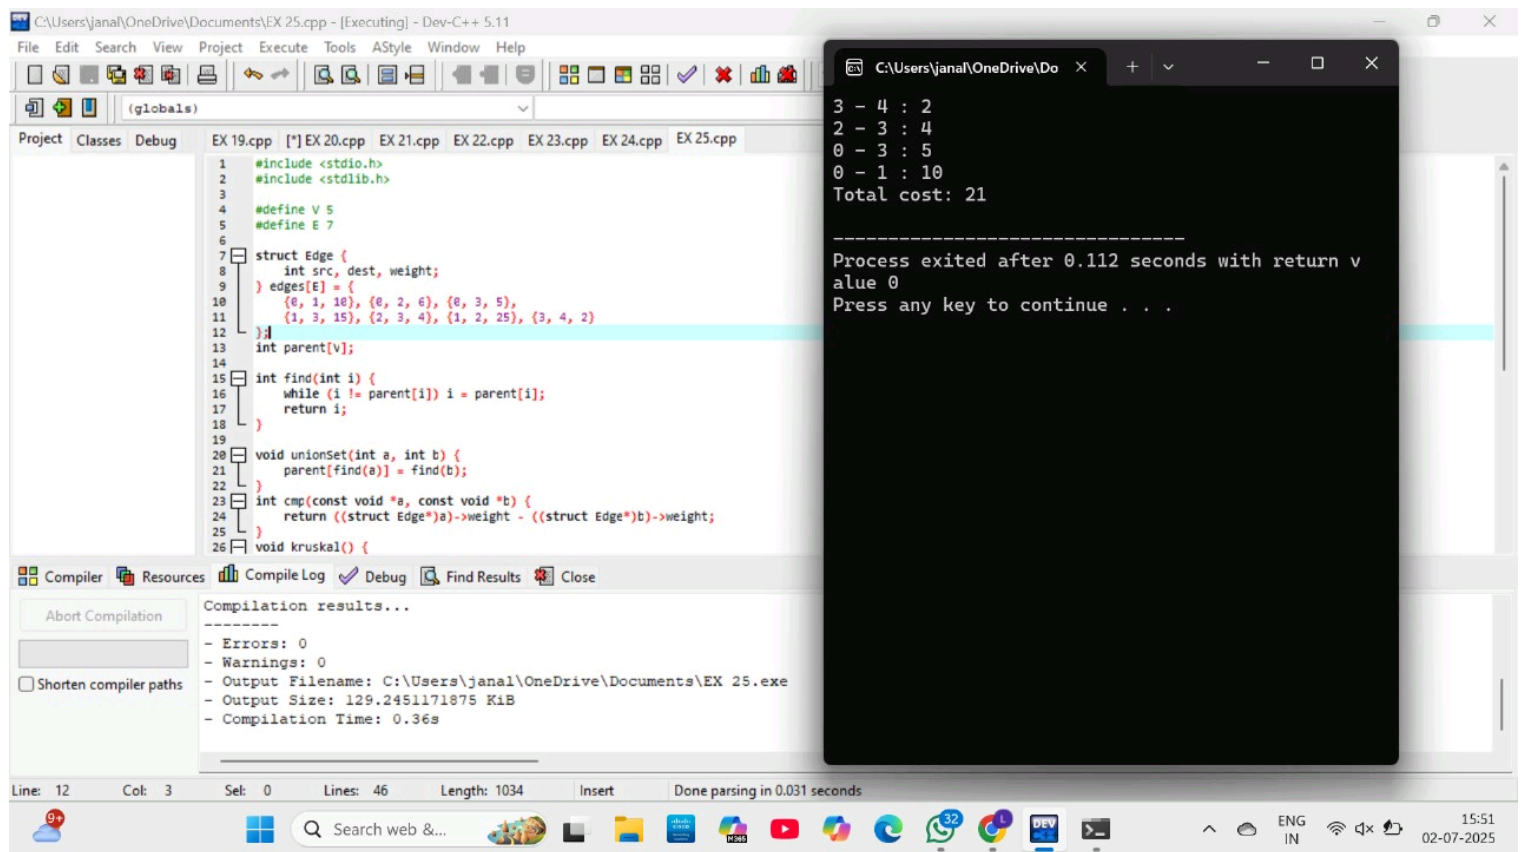 C:\Users\janal\OneDrive\Documents\EX 25.cpp - [Executing] - Dev-C++ 5.11
File Edit Search View Project Execute Tools AStyle Window Help
(globals)
Project Classes Debug
EX 19.cpp [*] EX 20.cpp EX 21.cpp EX 22.cpp EX 23.cpp EX 24.cpp EX 25.cpp
1 #include <stdio.h>
2 #include <stdlib.h>
3
4 #define V 5
5 #define E 7
6
7 struct Edge {
8 int src, dest, weight;
9 } edges[E] = {
10 {0, 1, 10}, {0, 2, 6}, {0, 3, 5},
11 {1, 3, 15}, {2, 3, 4}, {1, 2, 25}, {3, 4, 2}
12 };
13 int parent[V];
14
15 int find(int i) {
16 while (i != parent[i]) i = parent[i];
17 return i;
18 }
19
20 void unionSet(int a, int b) {
21 parent[find(a)] = find(b);
22 }
23 int cmp(const void *a, const void *b) {
24 return ((struct Edge*)a)->weight - ((struct Edge*)b)->weight;
25 }
26 void kruskal() {
C:\Users\janal\OneDrive\Do
3 - 4 : 2
2 - 3 : 4
0 - 3 : 5
0 - 1 : 10
Total cost: 21
--------------------------------
Process exited after 0.112 seconds with return v
alue 0
Press any key to continue . . .
Compiler Resources Compile Log Debug Find Results Close
Abort Compilation
Shorten compiler paths
Compilation results...
--------
- Errors: 0
- Warnings: 0
- Output Filename: C:\Users\janal\OneDrive\Documents\EX 25.exe
- Output Size: 129.2451171875 KiB
- Compilation Time: 0.36s
Line: 12 Col: 3 Sel: 0 Lines: 46 Length: 1034 Insert Done parsing in 0.031 seconds
9+
Search web &...
M365
32
L
DEV
ENG
IN
15:51
02-07-2025